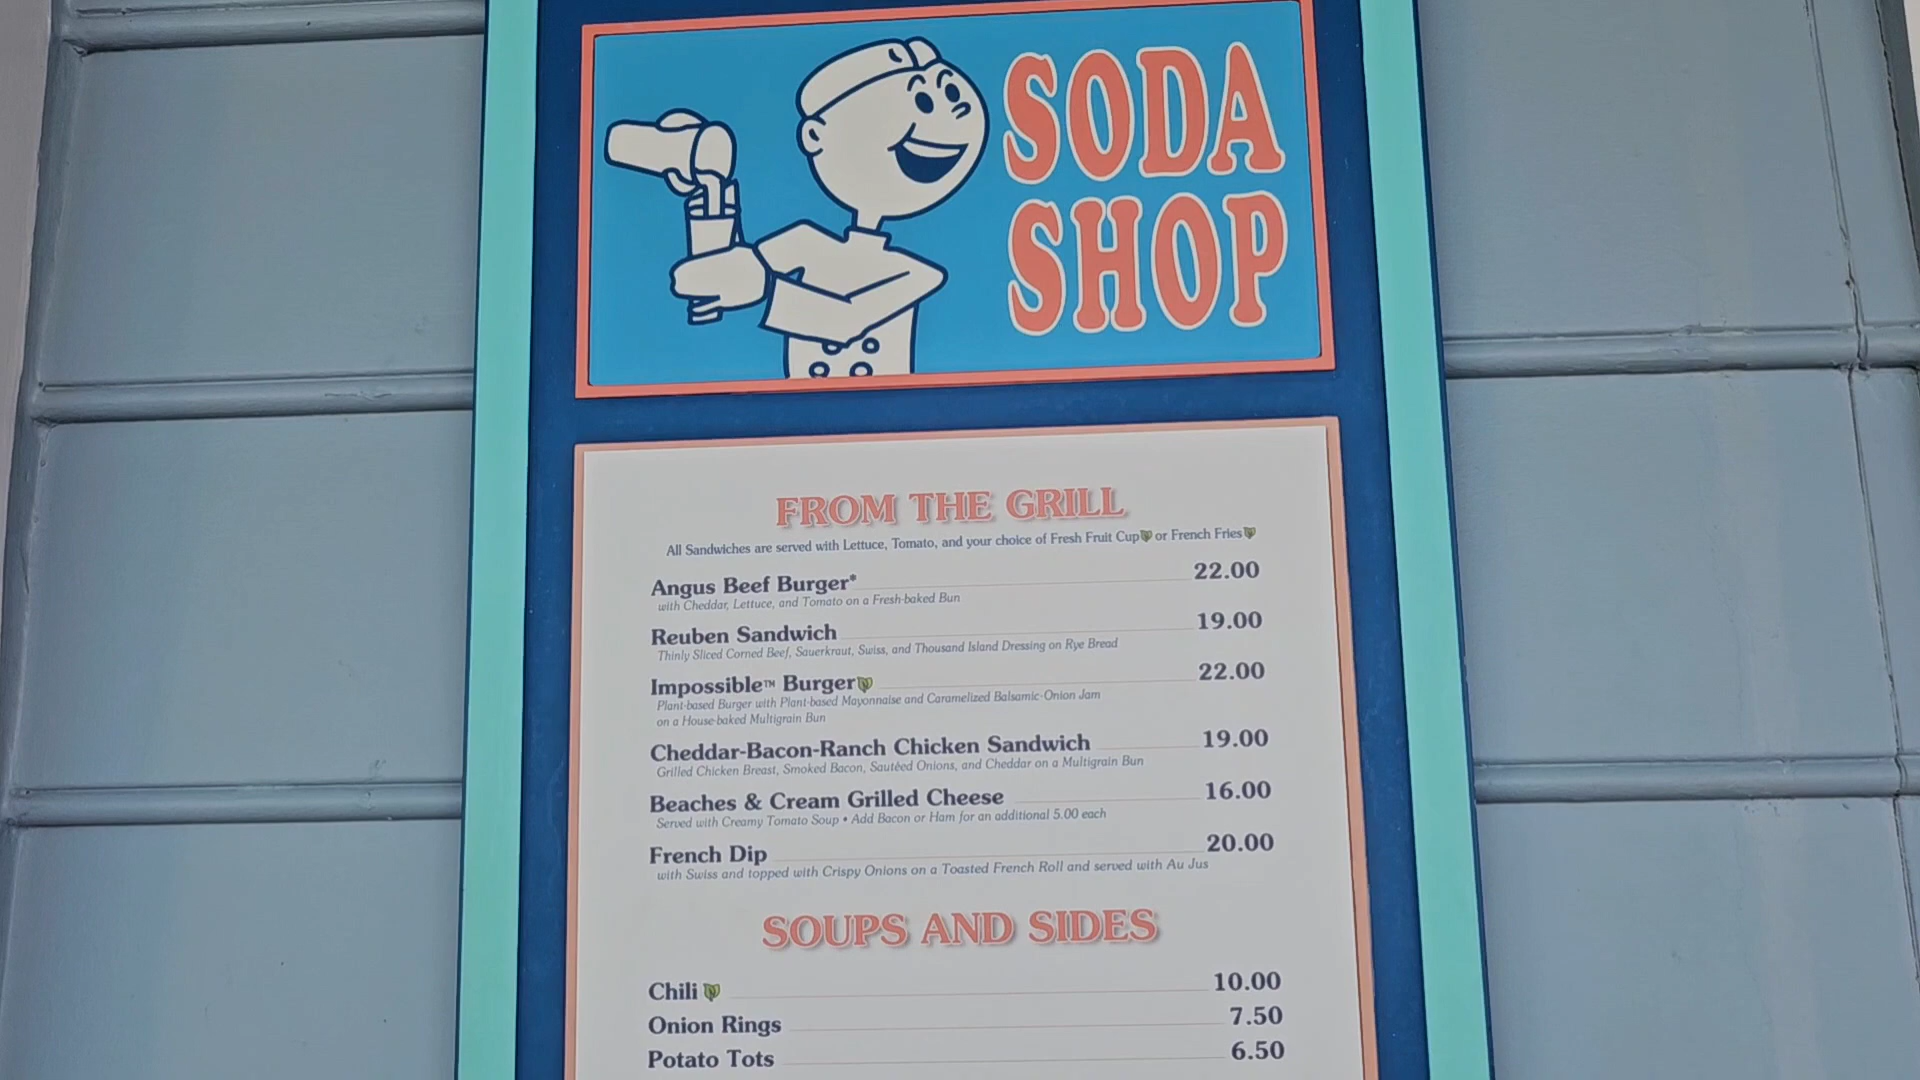 SODA
SHOP
FROM THE GRILL
All Sandwiches are served with Lettuce, Tomato, and your choice of Fresh Fruit Cup or French Fries
Angus Beef Burger* 22.00
with Cheddar, Lettuce, and Tomato on a Fresh-baked Bun
Reuben Sandwich 19.00
Thinly Sliced Corned Beef, Sauerkraut, Swiss, and Thousand Island Dressing on Rye Bread
Impossible™ Burger 22.00
Plant-based Burger with Plant-based Mayonnaise and Caramelized Balsamic-Onion Jam
on a House-baked Multigrain Bun
Cheddar-Bacon-Ranch Chicken Sandwich 19.00
Grilled Chicken Breast, Smoked Bacon, Sautéed Onions, and Cheddar on a Multigrain Bun
Beaches & Cream Grilled Cheese 16.00
Served with Creamy Tomato Soup • Add Bacon or Ham for an additional 5.00 each
French Dip 20.00
with Swiss and topped with Crispy Onions on a Toasted French Roll and served with Au Jus
SOUPS AND SIDES
Chili 10.00
Onion Rings 7.50
Potato Tots 6.50